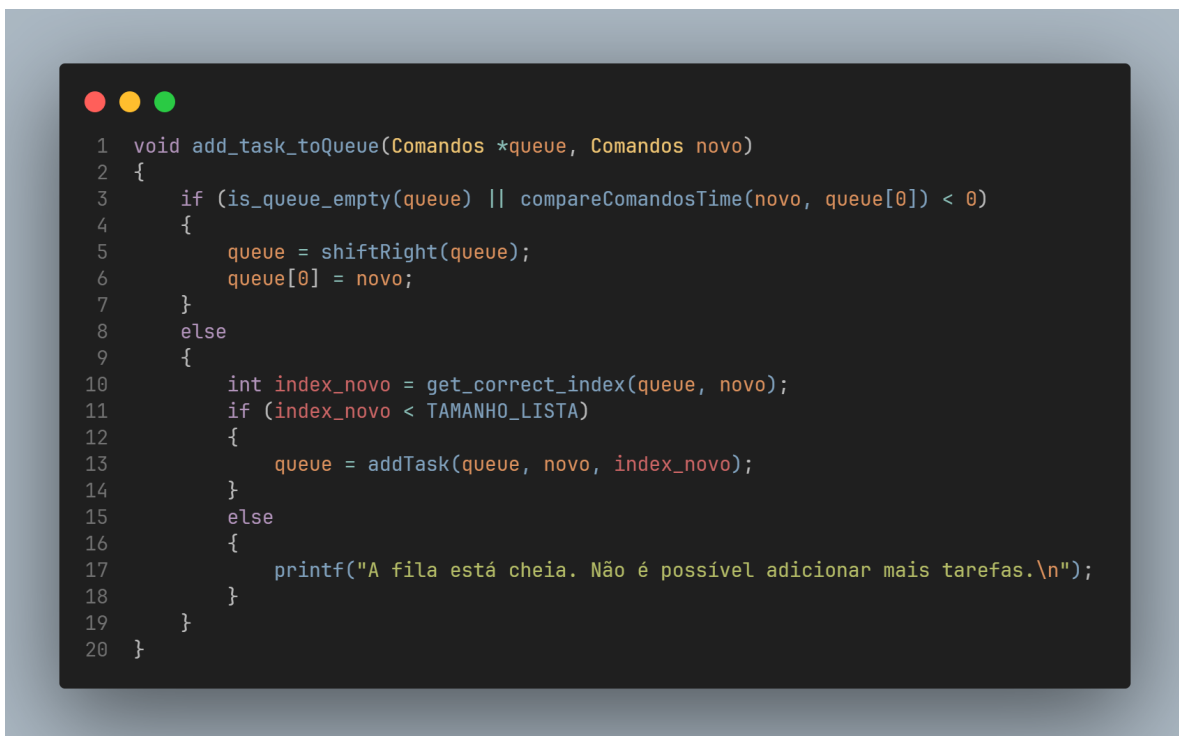 1 void add_task_toQueue(Comandos *queue, Comandos novo)
2 {
3     if (is_queue_empty(queue) || compareComandosTime(novo, queue[0]) < 0)
4     {
5         queue = shiftRight(queue);
6         queue[0] = novo;
7     }
8     else
9     {
10         int index_novo = get_correct_index(queue, novo);
11         if (index_novo < TAMANHO_LISTA)
12         {
13             queue = addTask(queue, novo, index_novo);
14         }
15         else
16         {
17             printf("A fila está cheia. Não é possível adicionar mais tarefas.\n");
18         }
19     }
20 }